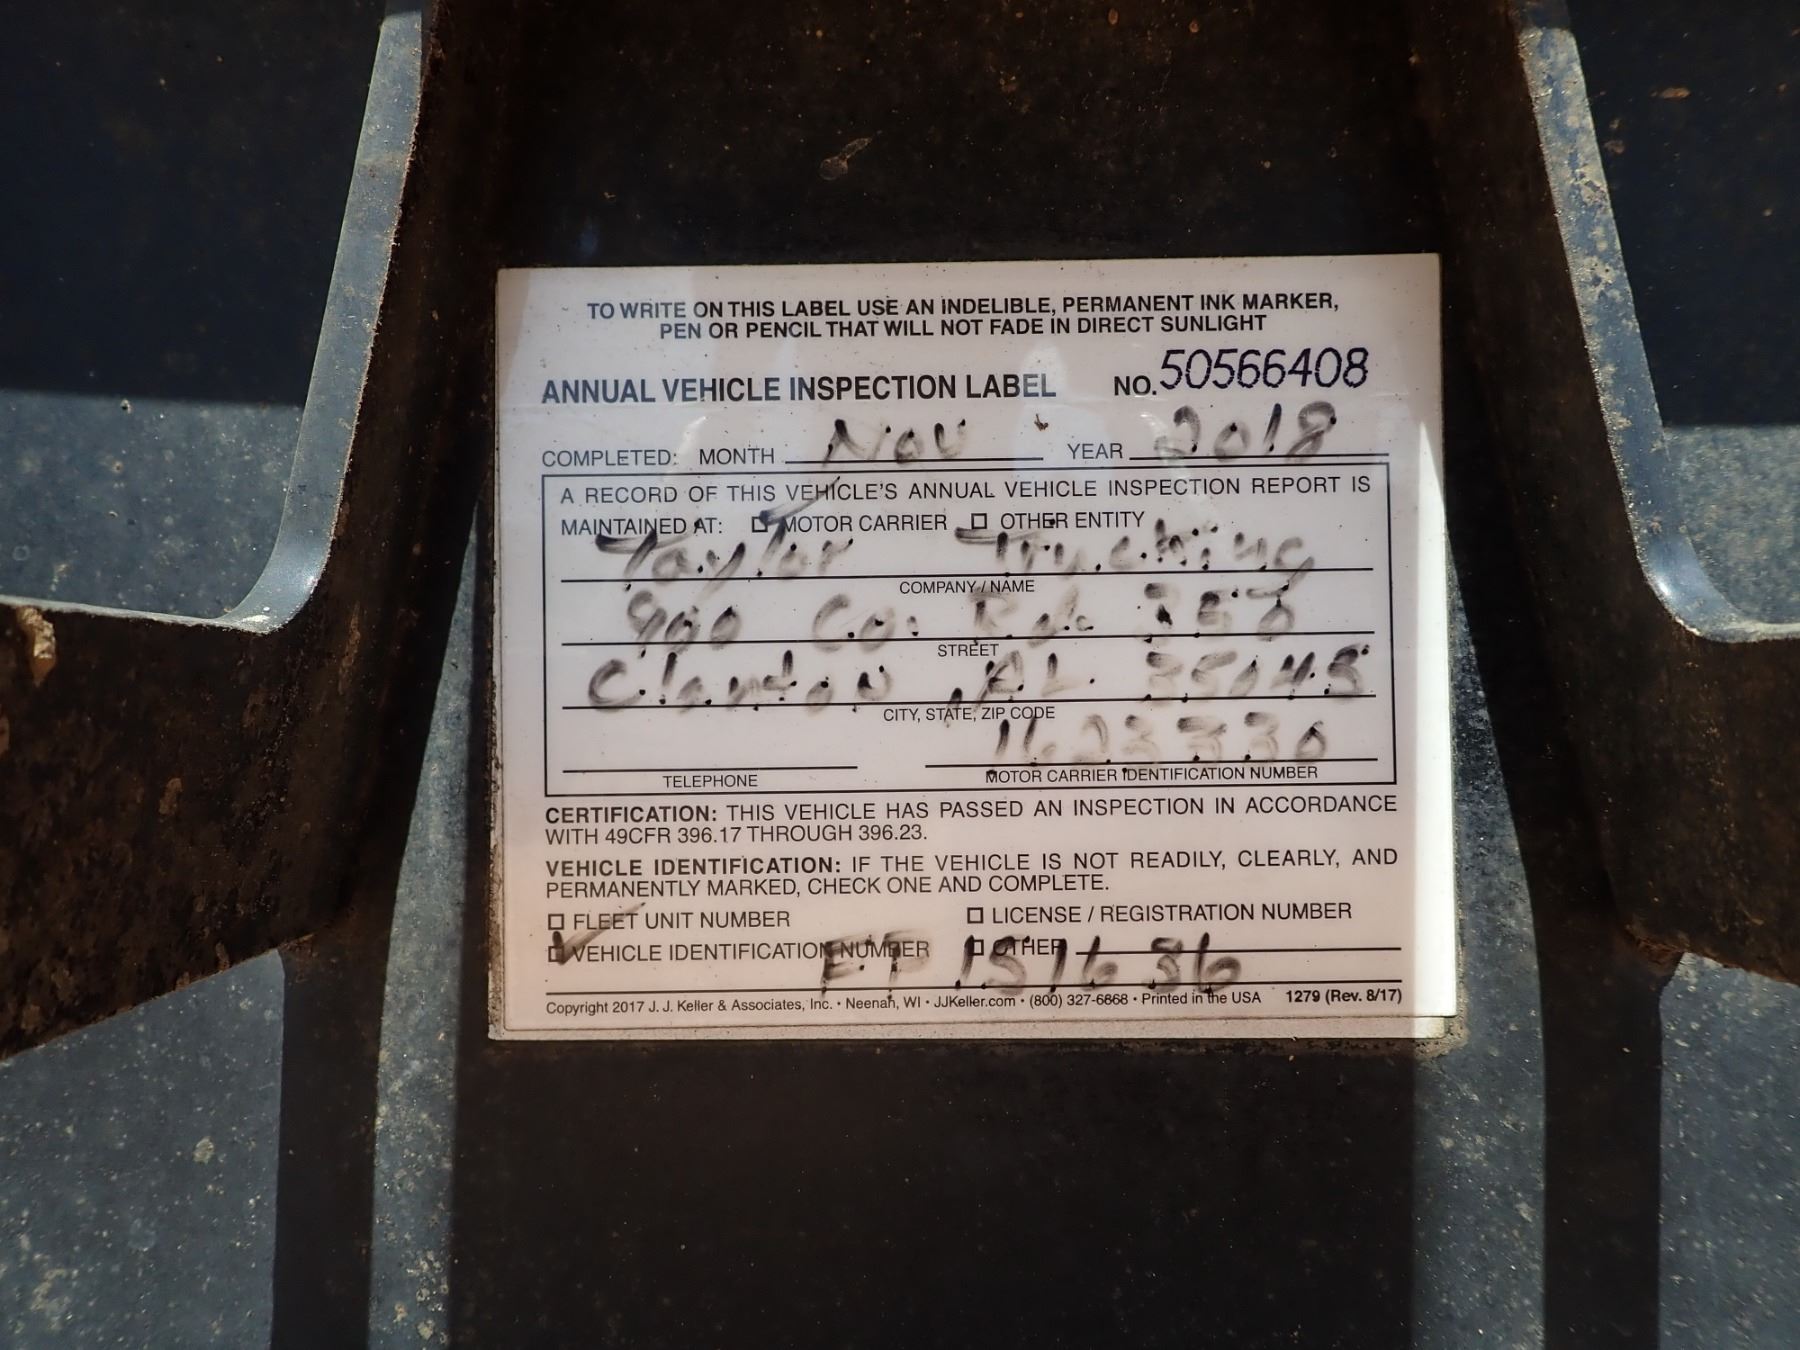 TO WRITE ON THIS LABEL USE AN INDELIBLE, PERMANENT INK MARKER,
PEN OR PENCIL THAT WILL NOT FADE IN DIRECT SUNLIGHT
ANNUAL VEHICLE INSPECTION LABEL NO. 50566408
COMPLETED: MONTH Nov YEAR 2018
A RECORD OF THIS VEHICLE'S ANNUAL VEHICLE INSPECTION REPORT IS
MAINTAINED AT: MOTOR CARRIER OTHER ENTITY
Taylor Trucking
COMPANY / NAME
Co. Rd.
STREET
Clanton, AL. 35045
CITY, STATE, ZIP CODE
1623330
TELEPHONE MOTOR CARRIER IDENTIFICATION NUMBER
CERTIFICATION: THIS VEHICLE HAS PASSED AN INSPECTION IN ACCORDANCE
WITH 49CFR 396.17 THROUGH 396.23.
VEHICLE IDENTIFICATION: IF THE VEHICLE IS NOT READILY, CLEARLY, AND
PERMANENTLY MARKED, CHECK ONE AND COMPLETE.
FLEET UNIT NUMBER LICENSE / REGISTRATION NUMBER
VEHICLE IDENTIFICATION NUMBER OTHER
Copyright 2017 J. J. Keller & Associates, Inc. • Neenah, WI • JJKeller.com • (800) 327-6868 • Printed in the USA 1279 (Rev. 8/17)